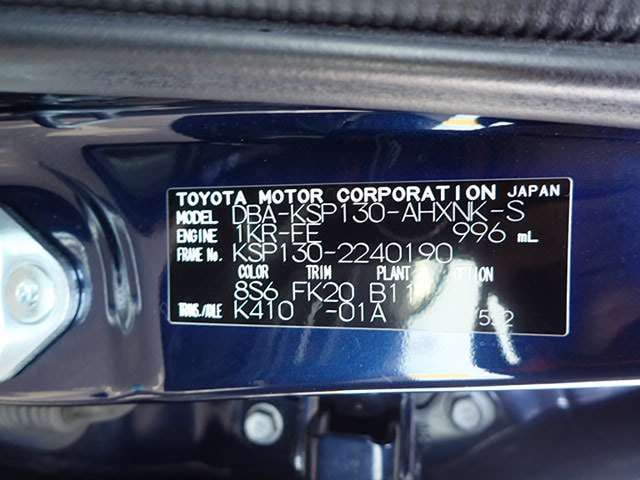 TOYOTA MOTOR CORPORATION JAPAN
MODEL DBA-KSP130-AHXNK-S
ENGINE 1KR-FE 996 mL
FRAME No. KSP130-2240190
COLOR TRIM PLANT OPTION
8S6 FK20 B11
TRANS./AXLE K410 -01A